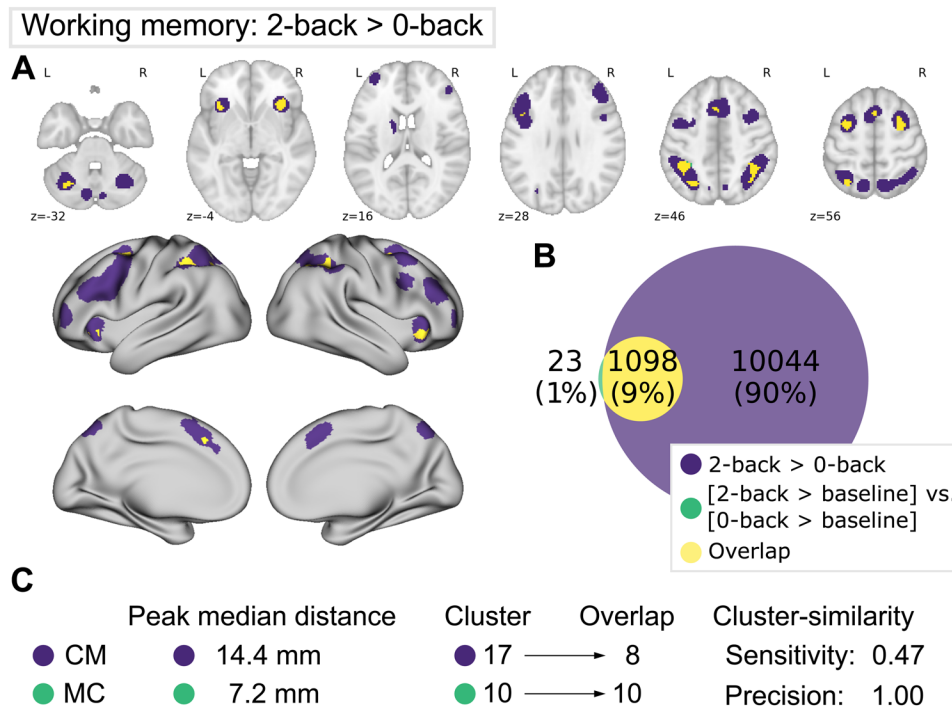 Working memory: 2-back > 0-back
A
L R L R L R L R
z=-32 z=-4 z=16 z=28 z=46 z=56
B
23 1098 10044
(1%) (9%) (90%)
2-back > 0-back
[2-back > baseline] vs.
[0-back > baseline]
Overlap
C
Peak median distance Cluster Overlap Cluster-similarity
CM 14.4 mm 17 8 Sensitivity: 0.47
MC 7.2 mm 10 10 Precision: 1.00